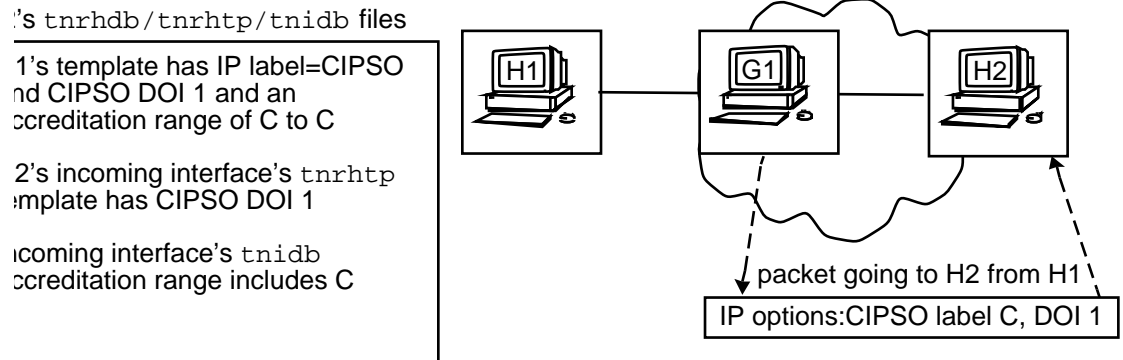 2's tnrhdb/tnrhtp/tnidb files
1's template has IP label=CIPSO
nd CIPSO DOI 1 and an
ccreditation range of C to C
2's incoming interface's tnrhtp
emplate has CIPSO DOI 1
ncoming interface's tnidb
ccreditation range includes C
H1
G1
H2
packet going to H2 from H1
IP options:CIPSO label C, DOI 1